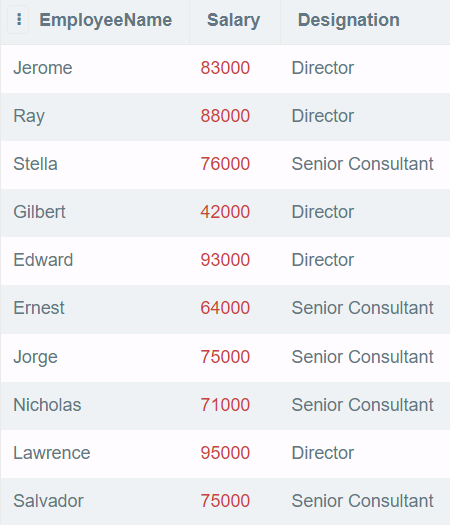 EmployeeName Salary Designation
Jerome 83000 Director
Ray 88000 Director
Stella 76000 Senior Consultant
Gilbert 42000 Director
Edward 93000 Director
Ernest 64000 Senior Consultant
Jorge 75000 Senior Consultant
Nicholas 71000 Senior Consultant
Lawrence 95000 Director
Salvador 75000 Senior Consultant